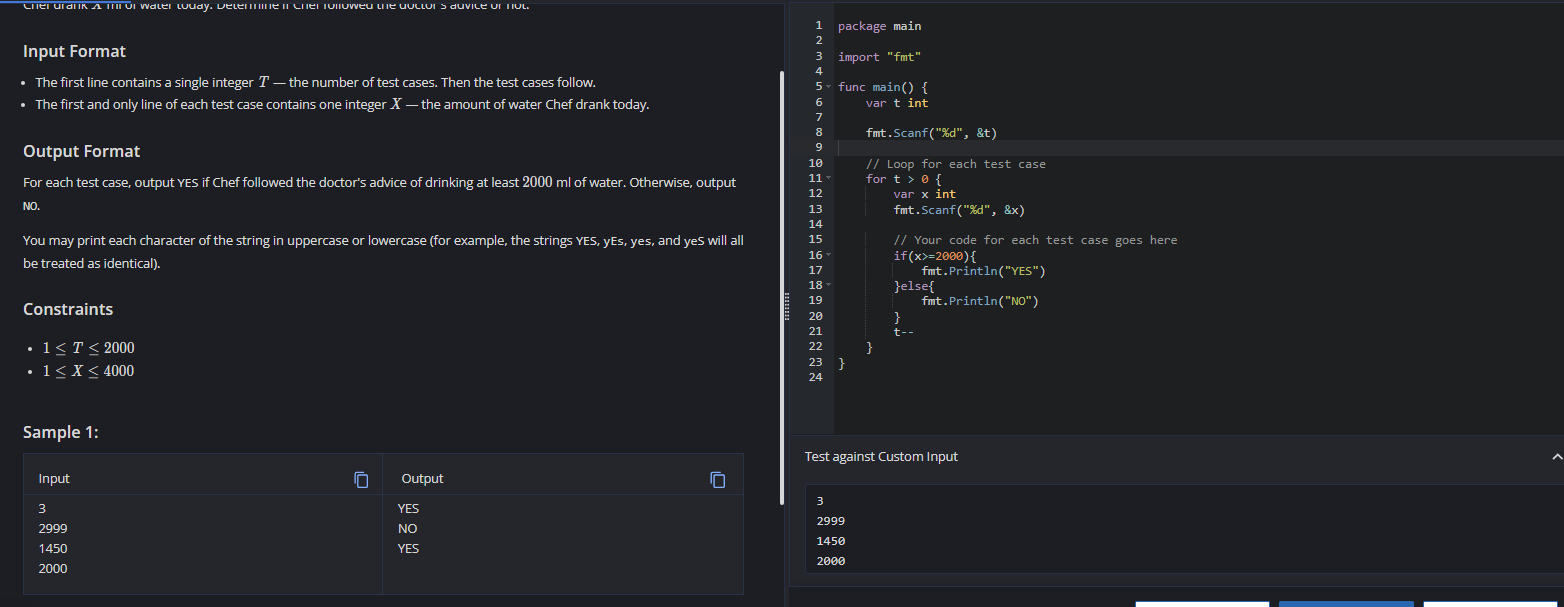 Chef drank X ml of water today. Determine if Chef followed the doctor's advice or not.
Input Format
• The first line contains a single integer T — the number of test cases. Then the test cases follow.
• The first and only line of each test case contains one integer X — the amount of water Chef drank today.
Output Format
For each test case, output YES if Chef followed the doctor's advice of drinking at least 2000 ml of water. Otherwise, output
NO.
You may print each character of the string in uppercase or lowercase (for example, the strings YES, yEs, yes, and yeS will all
be treated as identical).
Constraints
• 1 ≤ T ≤ 2000
• 1 ≤ X ≤ 4000
Sample 1:
Input
3
2999
1450
2000
Output
YES
NO
YES
1 package main
2
3 import "fmt"
4
5 func main() {
6     var t int
7
8     fmt.Scanf("%d", &t)
9
10     // Loop for each test case
11     for t > 0 {
12         var x int
13         fmt.Scanf("%d", &x)
14
15         // Your code for each test case goes here
16         if(x>=2000){
17             fmt.Println("YES")
18         }else{
19             fmt.Println("NO")
20         }
21         t--
22     }
23 }
24
Test against Custom Input
3
2999
1450
2000